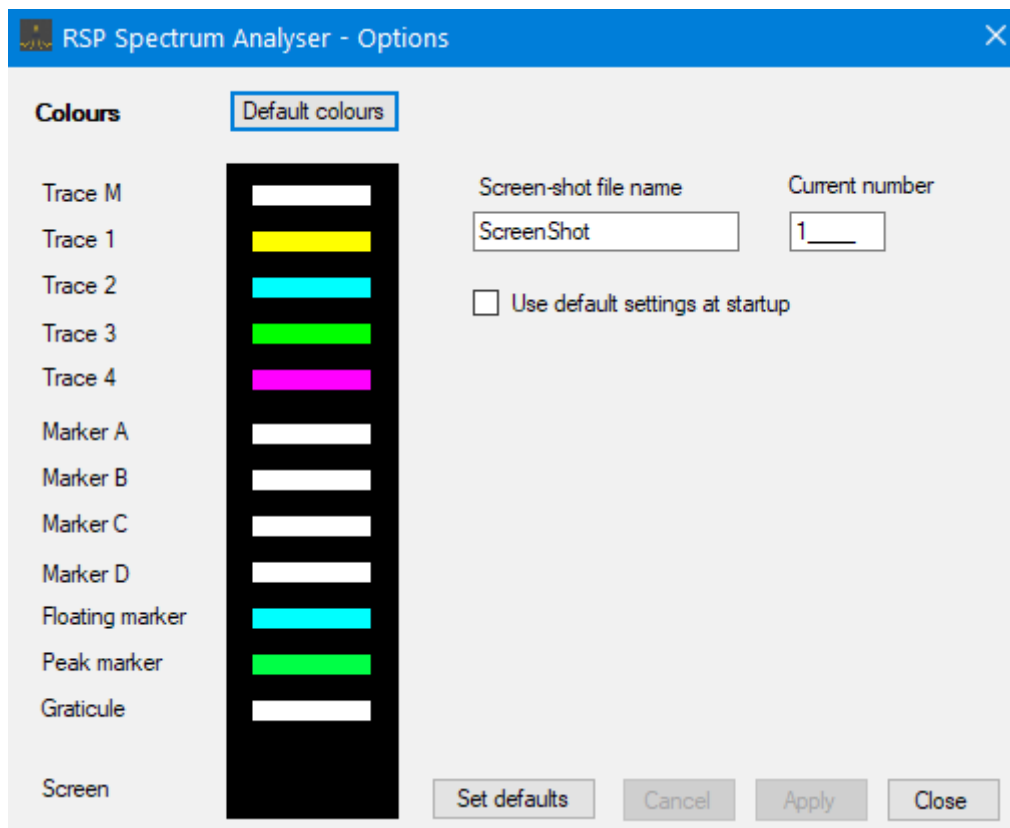 RSP Spectrum Analyser - Options
Colours
Default colours
Trace M
Trace 1
Trace 2
Trace 3
Trace 4
Marker A
Marker B
Marker C
Marker D
Floating marker
Peak marker
Graticule
Screen
Screen-shot file name
Current number
ScreenShot
1____
Use default settings at startup
Set defaults
Cancel
Apply
Close